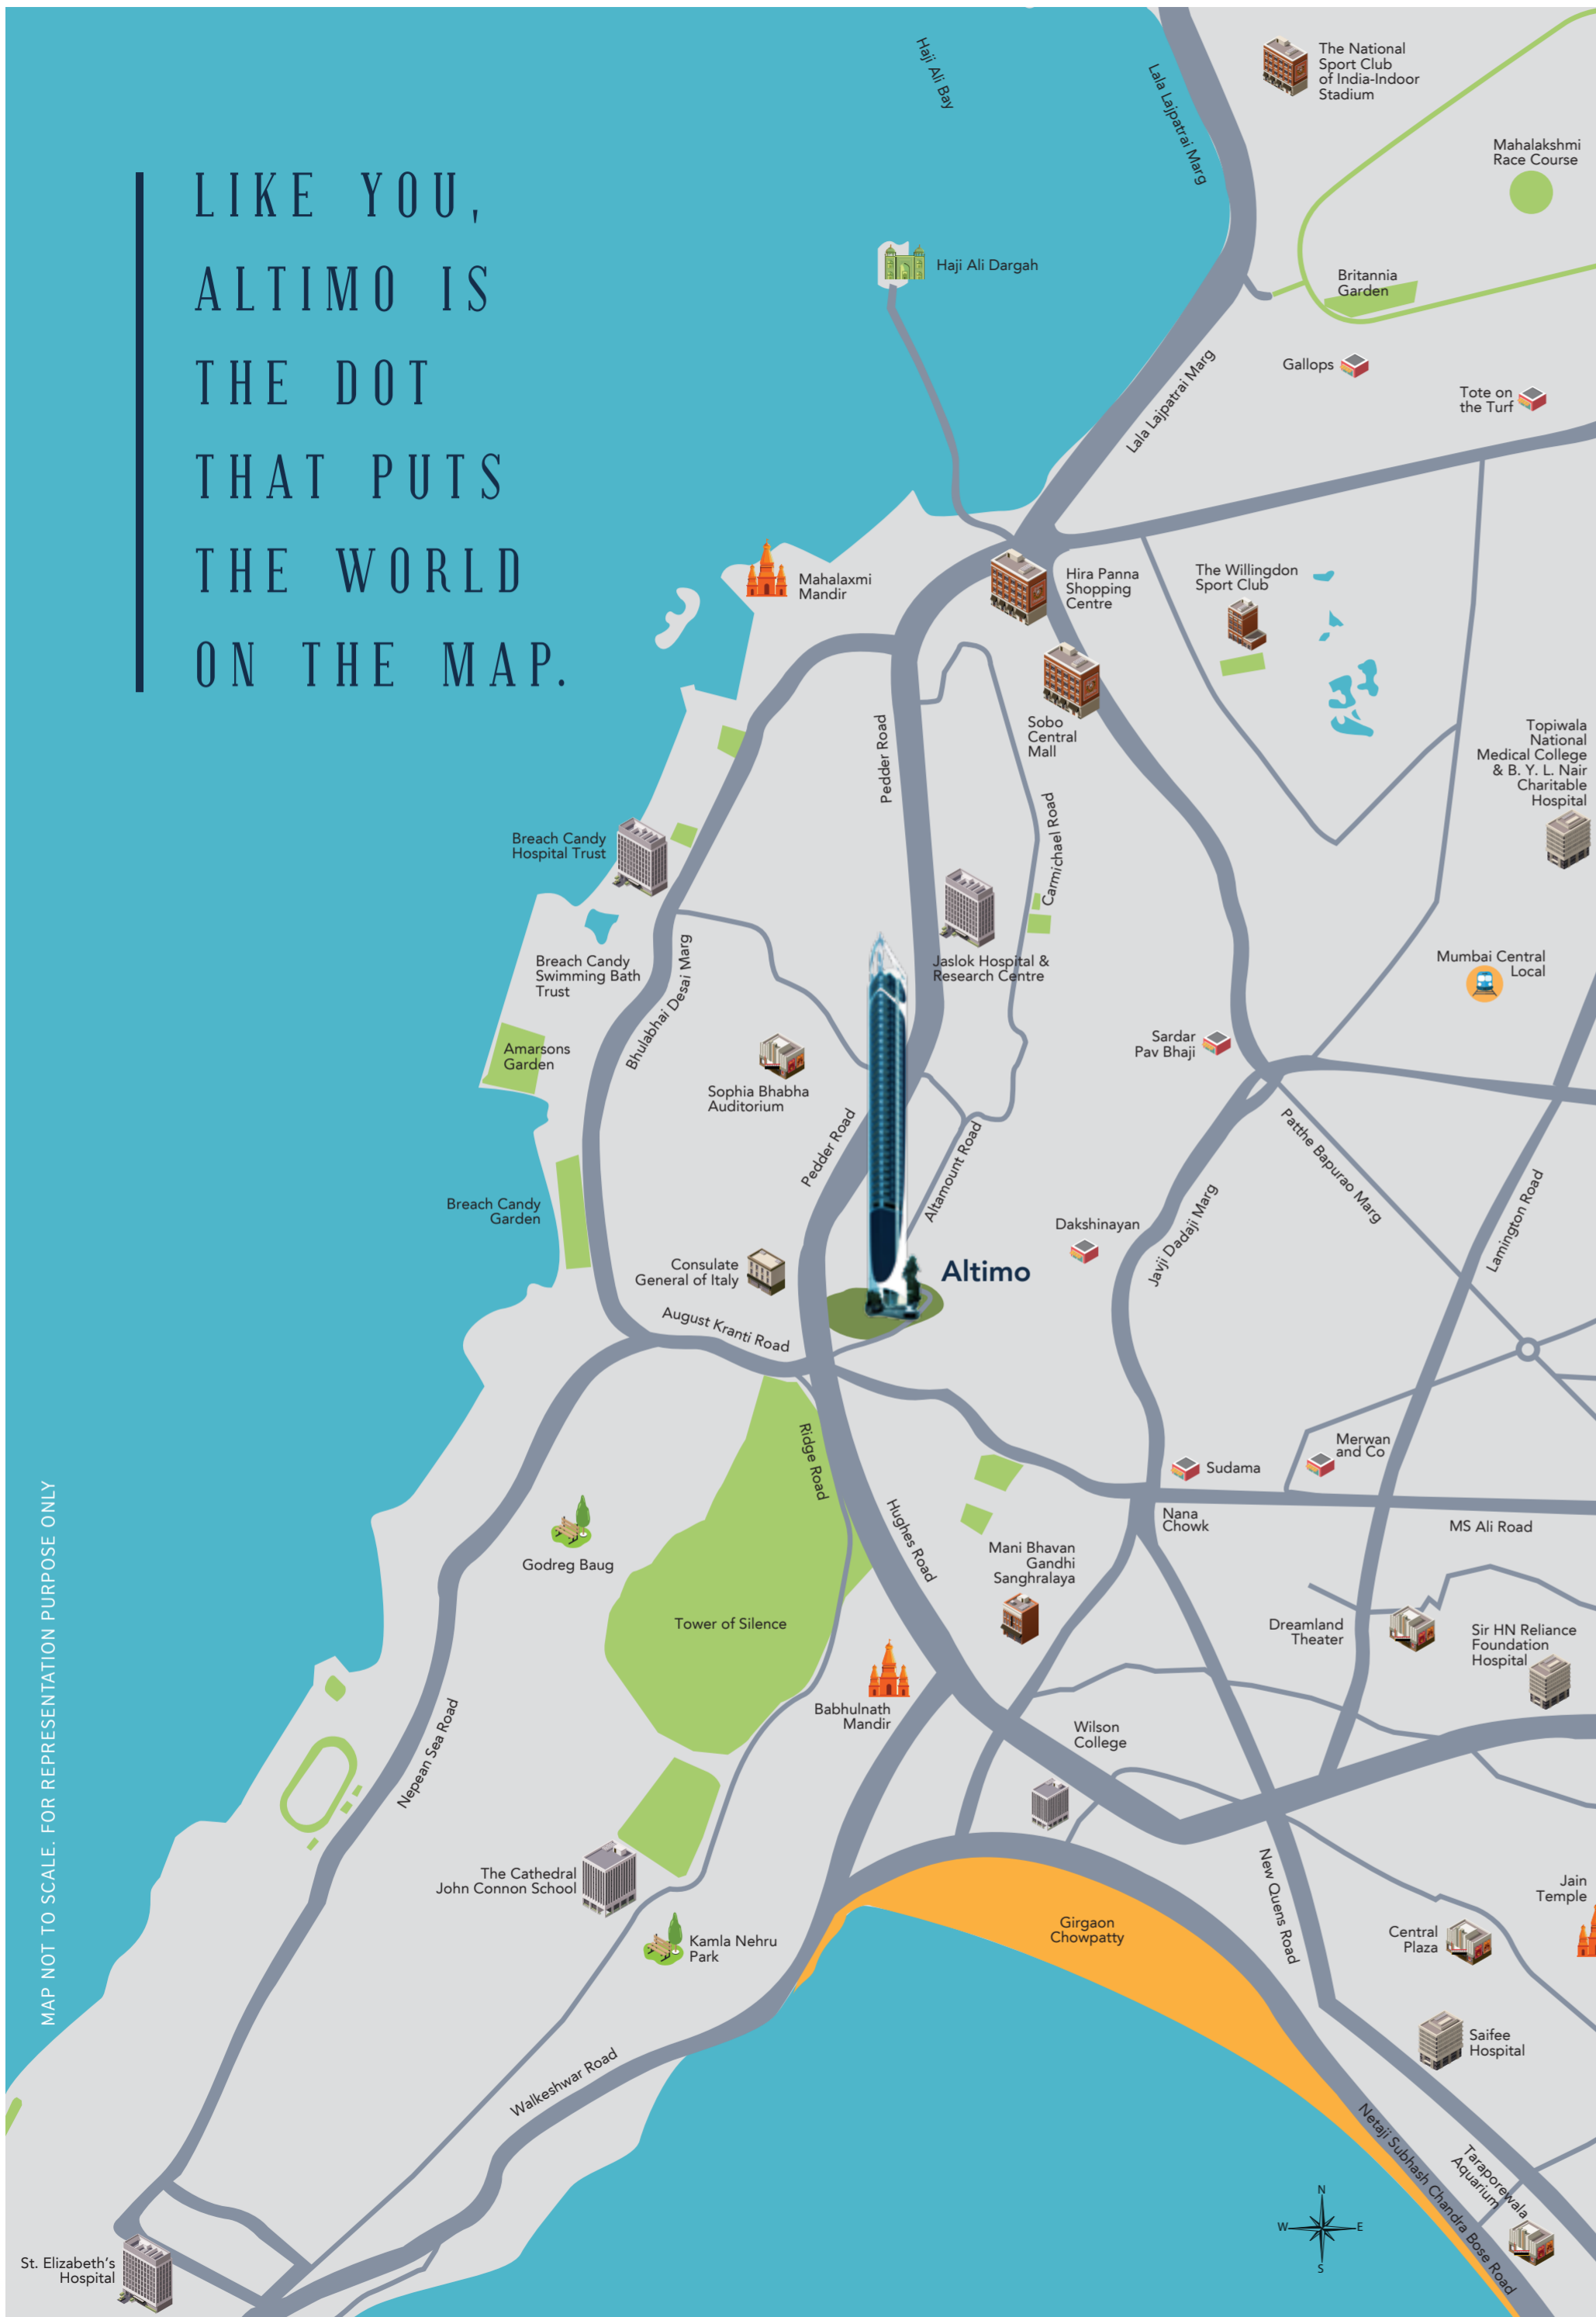 LIKE YOU,
ALTIMO IS
THE DOT
THAT PUTS
THE WORLD
ON THE MAP.
Haji Ali Bay
Lala Lajpatrai Marg
The National
Sport Club
of India-Indoor
Stadium
Mahalakshmi
Race Course
Haji Ali Dargah
Britannia
Garden
Lala Lajpatrai Marg
Gallops
Tote on
the Turf
Mahalaxmi
Mandir
Hira Panna
Shopping
Centre
The Willingdon
Sport Club
Sobo
Central
Mall
Pedder Road
Topiwala
National
Medical College
& B. Y. L. Nair
Charitable
Hospital
Carmichael Road
Breach Candy
Hospital Trust
Breach Candy
Swimming Bath
Trust
Bhulabhai Desai Marg
Jaslok Hospital &
Research Centre
Mumbai Central
Local
Amarsons
Garden
Sardar
Pav Bhaji
Sophia Bhabha
Auditorium
Pedder Road
Altamount Road
Patthe Bapurao Marg
Lamington Road
Breach Candy
Garden
Dakshinayan
Javji Dadaji Marg
Consulate
General of Italy
Altimo
August Kranti Road
Ridge Road
Merwan
and Co
Sudama
Nana
Chowk
MS Ali Road
Hughes Road
Godreg Baug
Mani Bhavan
Gandhi
Sanghralaya
Tower of Silence
Dreamland
Theater
Sir HN Reliance
Foundation
Hospital
Babhulnath
Mandir
Nepean Sea Road
Wilson
College
The Cathedral
John Connon School
New Quens Road
Jain
Temple
Girgaon
Chowpatty
Central
Plaza
Kamla Nehru
Park
Saifee
Hospital
Walkeshwar Road
Netaji Subhash Chandra Bose Road
Taraporewala
Aquarium
N
W
E
S
St. Elizabeth's
Hospital
MAP NOT TO SCALE. FOR REPRESENTATION PURPOSE ONLY